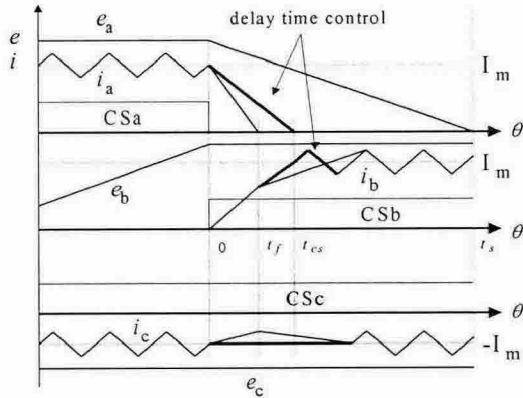 delay time control
e
i
e_a
i_a
I_m
CSa
θ
I_m
e_b
i_b
CSb
θ
0 t_f t_cs t_s
CSc
θ
i_c
-I_m
e_c